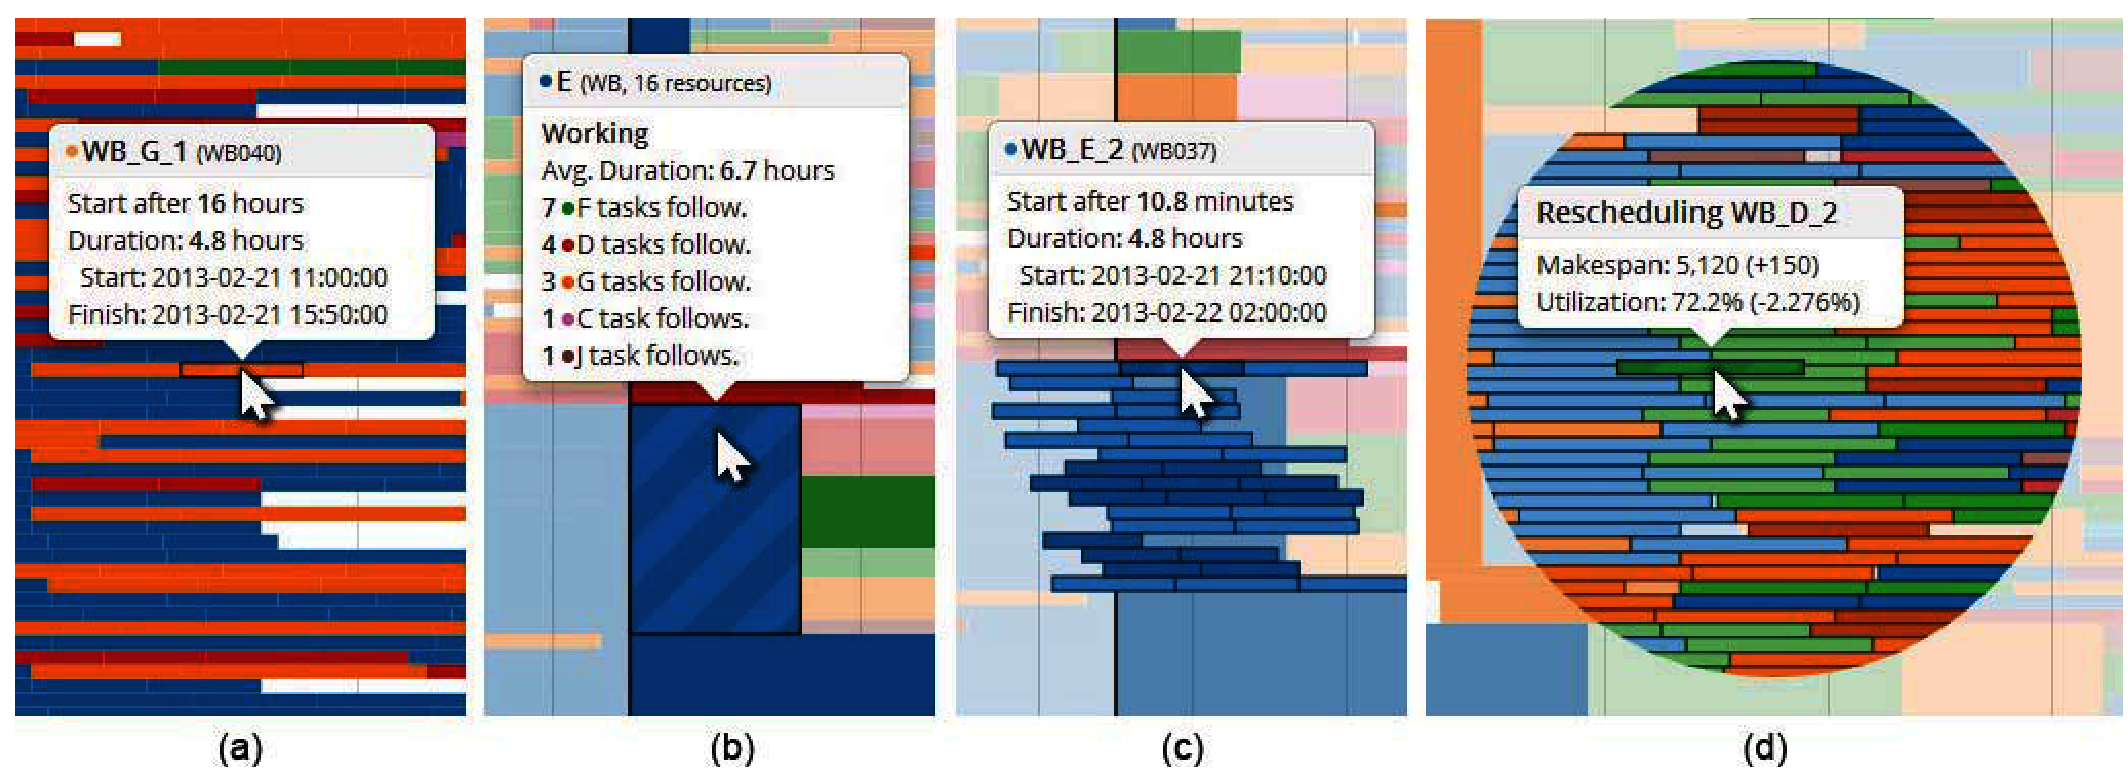 WB_G_1 (WB040)
Start after 16 hours
Duration: 4.8 hours
Start: 2013-02-21 11:00:00
Finish: 2013-02-21 15:50:00
(a)
E (WB, 16 resources)
Working
Avg. Duration: 6.7 hours
7 F tasks follow.
4 D tasks follow.
3 G tasks follow.
1 C task follows.
1 J task follows.
(b)
WB_E_2 (WB037)
Start after 10.8 minutes
Duration: 4.8 hours
Start: 2013-02-21 21:10:00
Finish: 2013-02-22 02:00:00
(c)
Rescheduling WB_D_2
Makespan: 5,120 (+150)
Utilization: 72.2% (-2.276%)
(d)